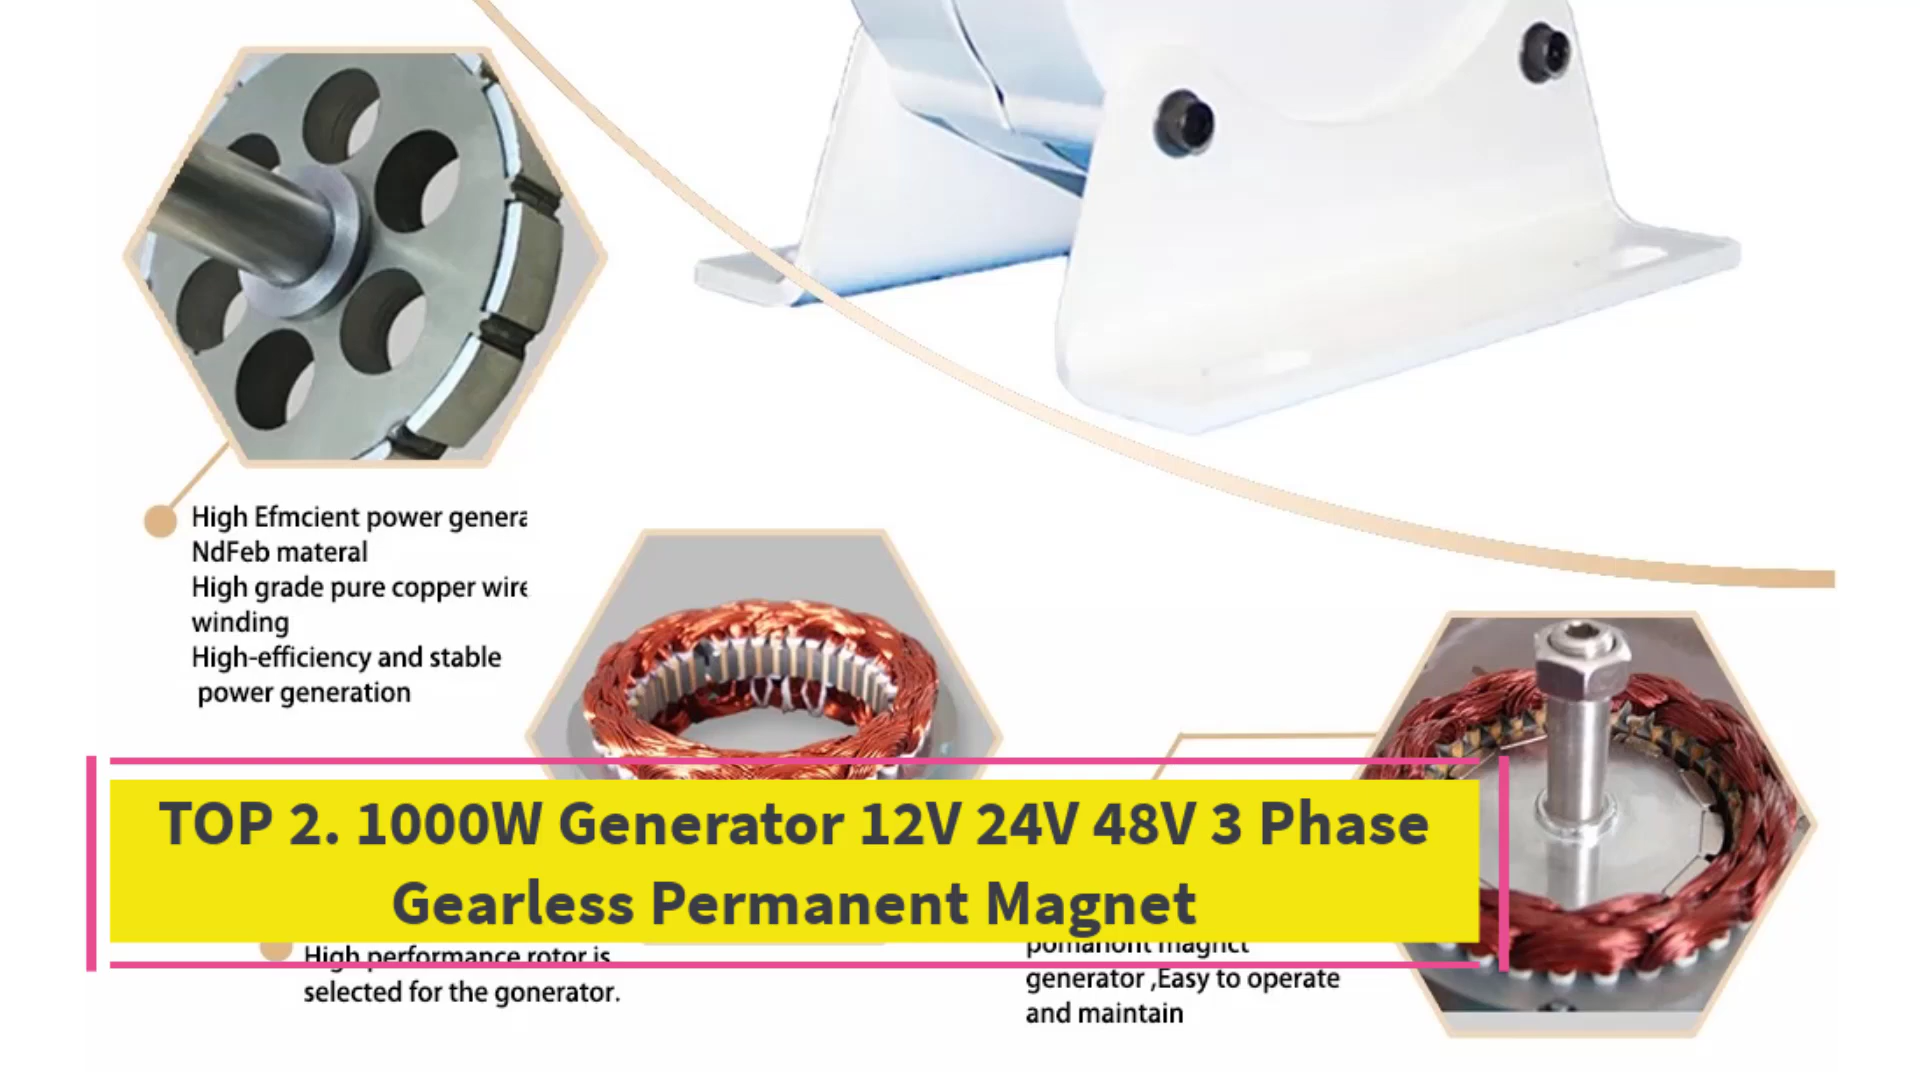 High Efmcient power genera
NdFeb materal
High grade pure copper wire
winding
High-efficiency and stable
power generation
TOP 2. 1000W Generator 12V 24V 48V 3 Phase
Gearless Permanent Magnet
High performance rotor is
selected for the gonerator.
pomanont magnct
generator ,Easy to operate
and maintain